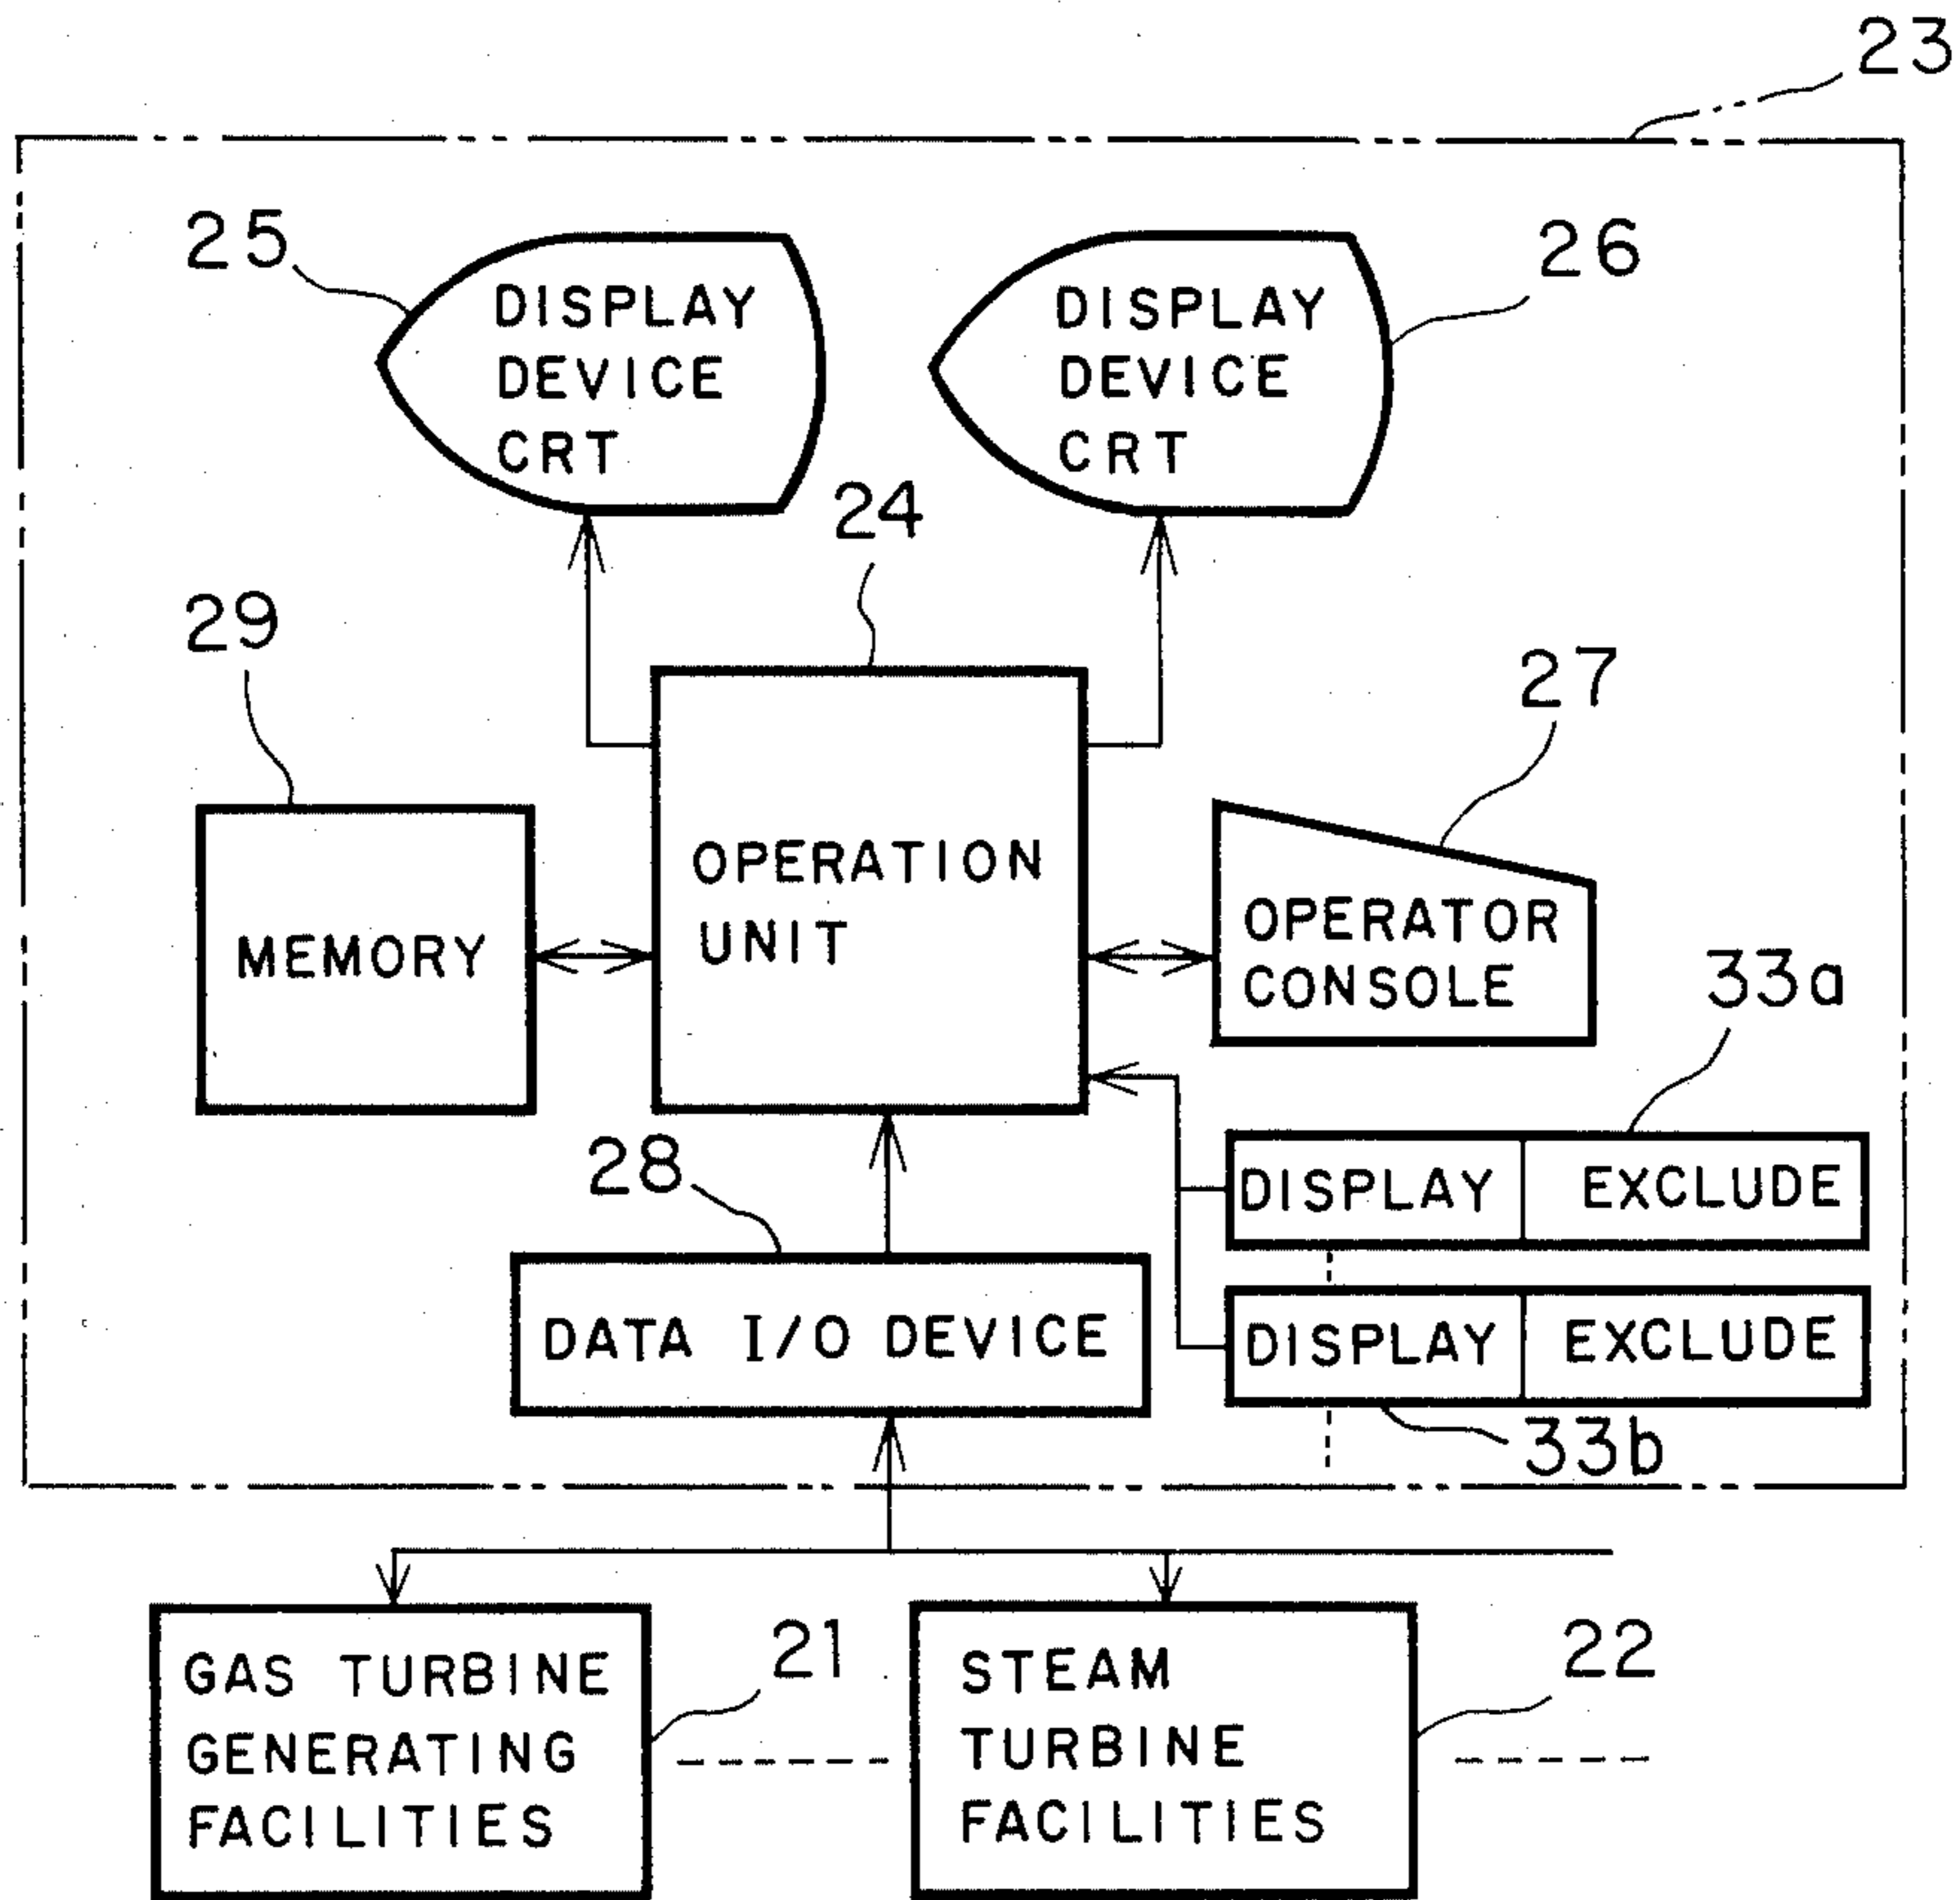 23
25
DISPLAY
DEVICE
CRT
26
DISPLAY
DEVICE
CRT
24
29
27
MEMORY
OPERATION
UNIT
OPERATOR
CONSOLE
33a
28
DISPLAY EXCLUDE
DATA I/O DEVICE
DISPLAY EXCLUDE
33b
GAS TURBINE
GENERATING
FACILITIES
21
STEAM
TURBINE
FACILITIES
22